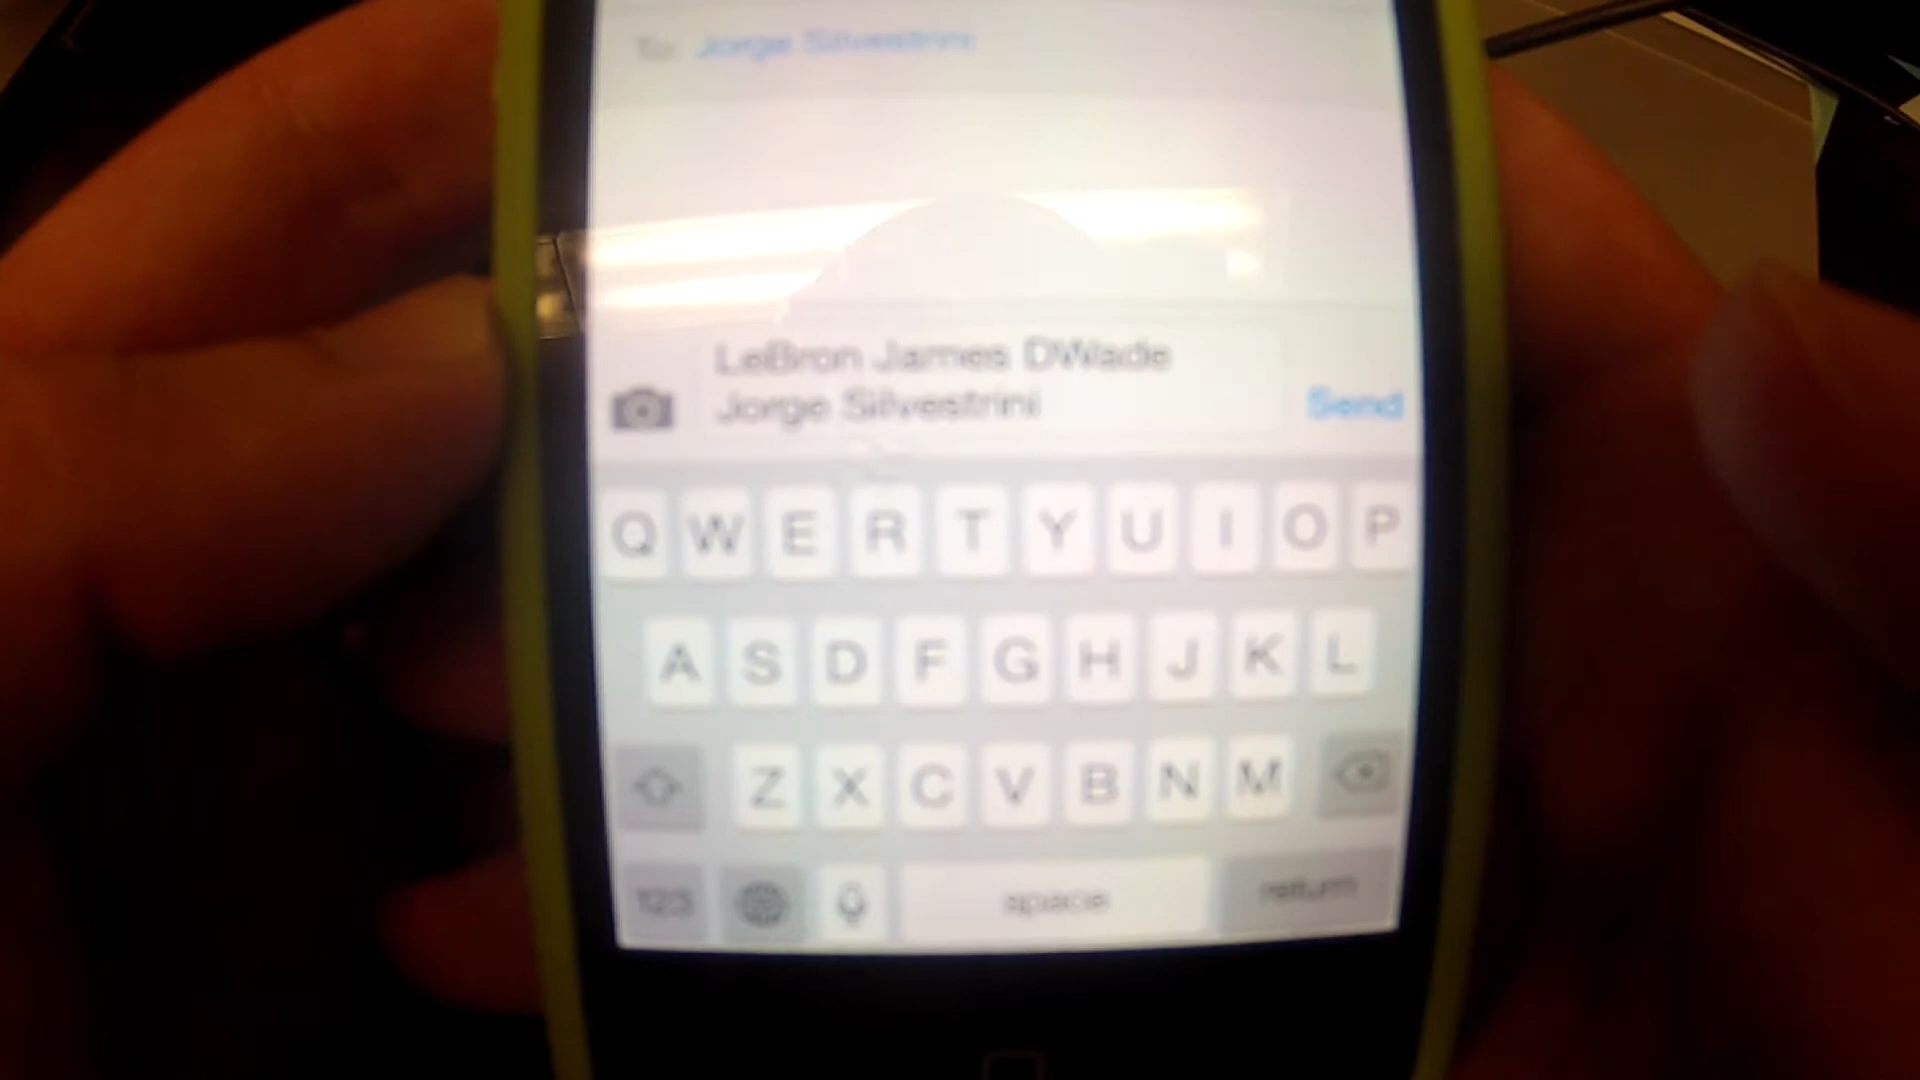 To: Jorge Silvestrini
LeBron James DWade
Jorge Silvestrini
Send
Q W E R T Y U I O P
A S D F G H J K L
Z X C V B N M
123 space return